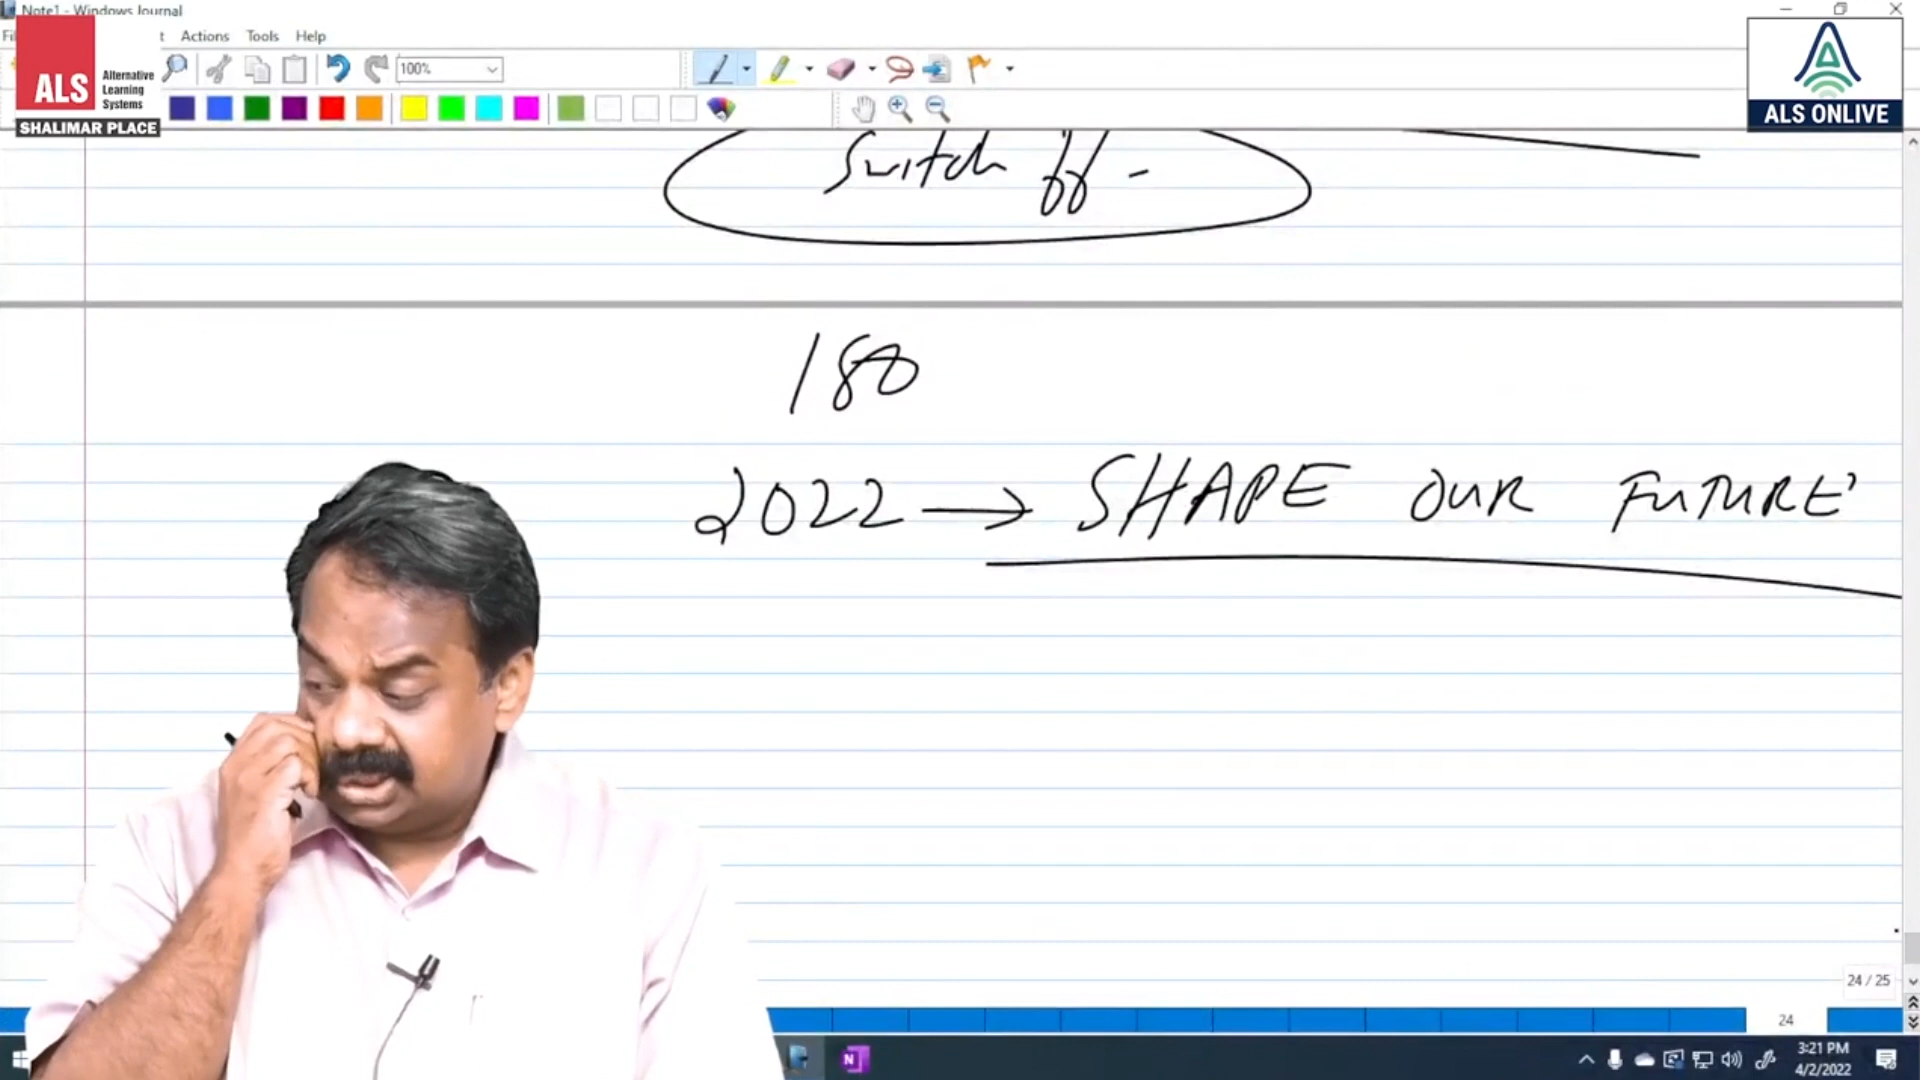 Note1 - Windows Journal
Actions Tools Help
ALS
Alternative
Learning
Systems
SHALIMAR PLACE
100%
ALS ONLIVE
Switch off -
180
2022 → SHAPE OUR FUTURE'
24 / 25
24
N
3:21 PM
4/2/2022